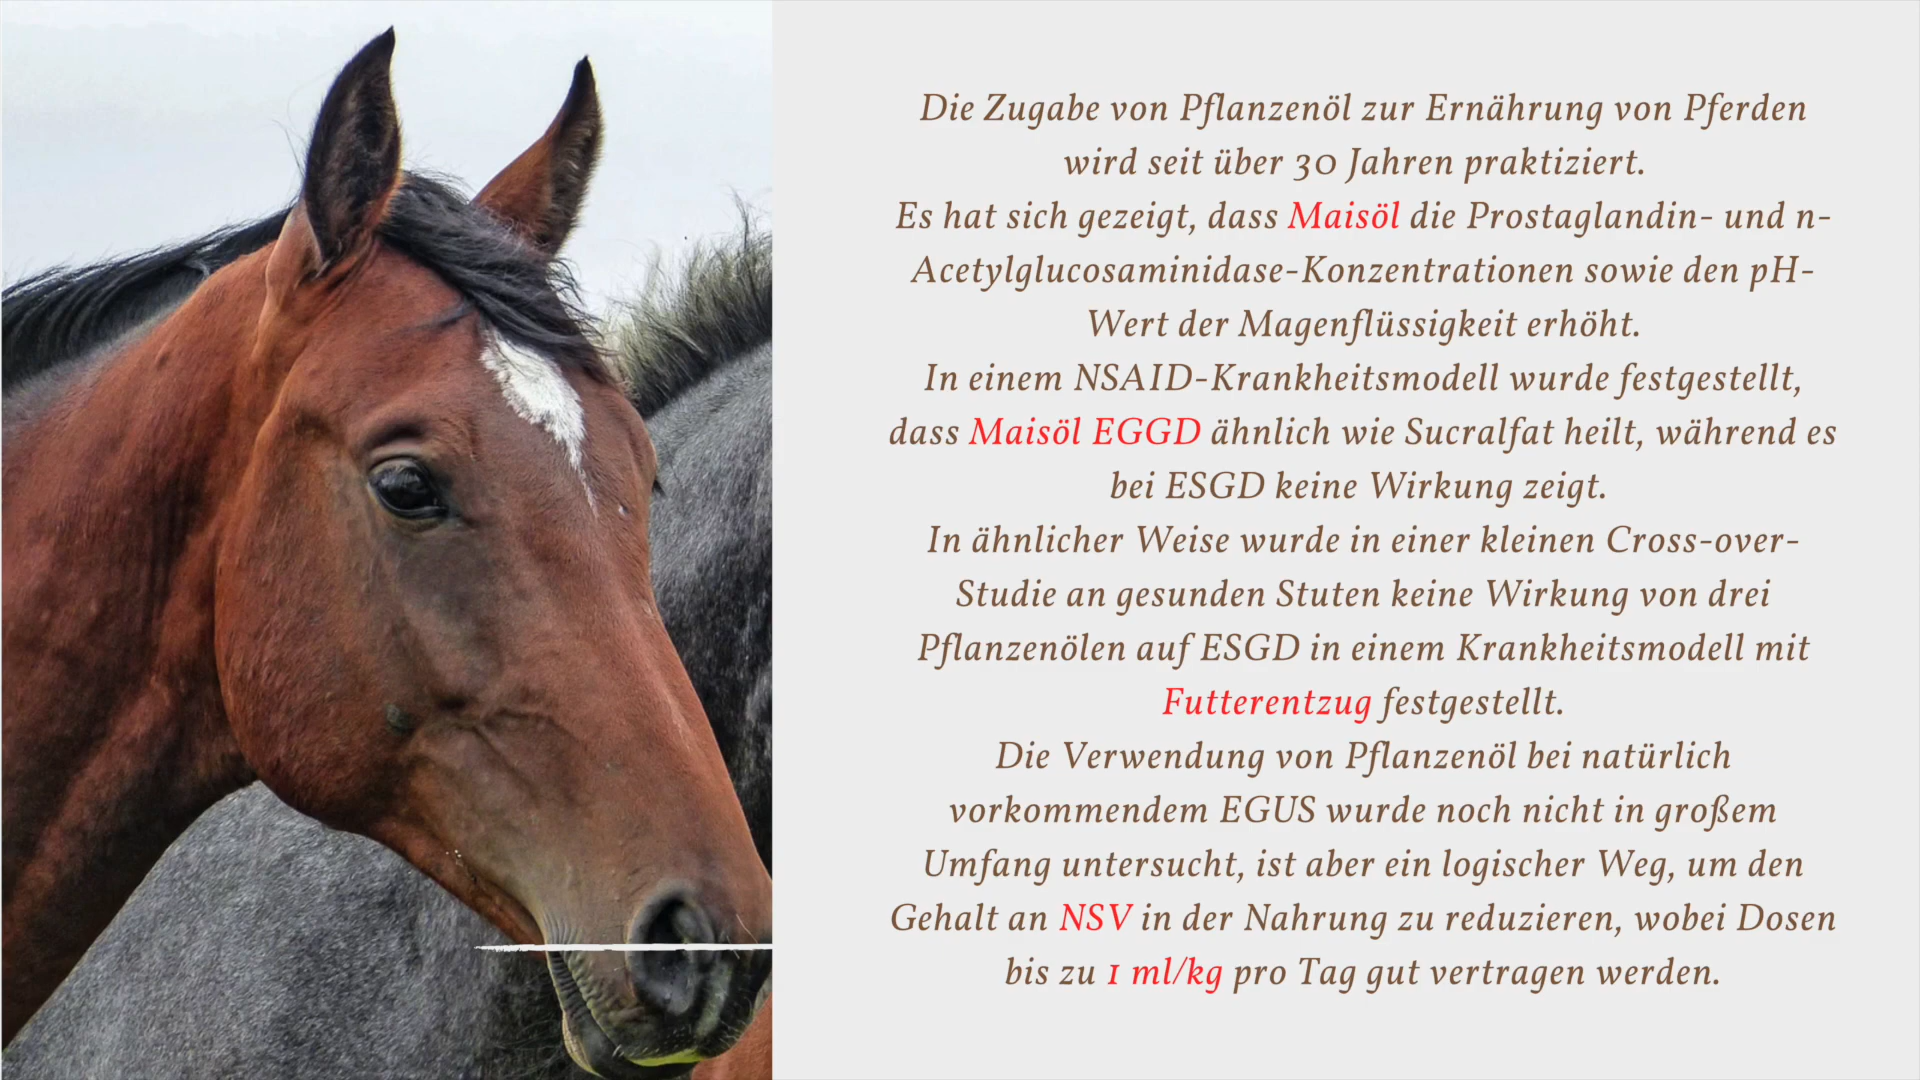 Die Zugabe von Pflanzenöl zur Ernährung von Pferden
wird seit über 30 Jahren praktiziert.
Es hat sich gezeigt, dass Maisöl die Prostaglandin- und n-
Acetylglucosaminidase-Konzentrationen sowie den pH-
Wert der Magenflüssigkeit erhöht.
In einem NSAID-Krankheitsmodell wurde festgestellt,
dass Maisöl EGGD ähnlich wie Sucralfat heilt, während es
bei ESGD keine Wirkung zeigt.
In ähnlicher Weise wurde in einer kleinen Cross-over-
Studie an gesunden Stuten keine Wirkung von drei
Pflanzenölen auf ESGD in einem Krankheitsmodell mit
Futterentzug festgestellt.
Die Verwendung von Pflanzenöl bei natürlich
vorkommendem EGUS wurde noch nicht in großem
Umfang untersucht, ist aber ein logischer Weg, um den
Gehalt an NSV in der Nahrung zu reduzieren, wobei Dosen
bis zu 1 ml/kg pro Tag gut vertragen werden.